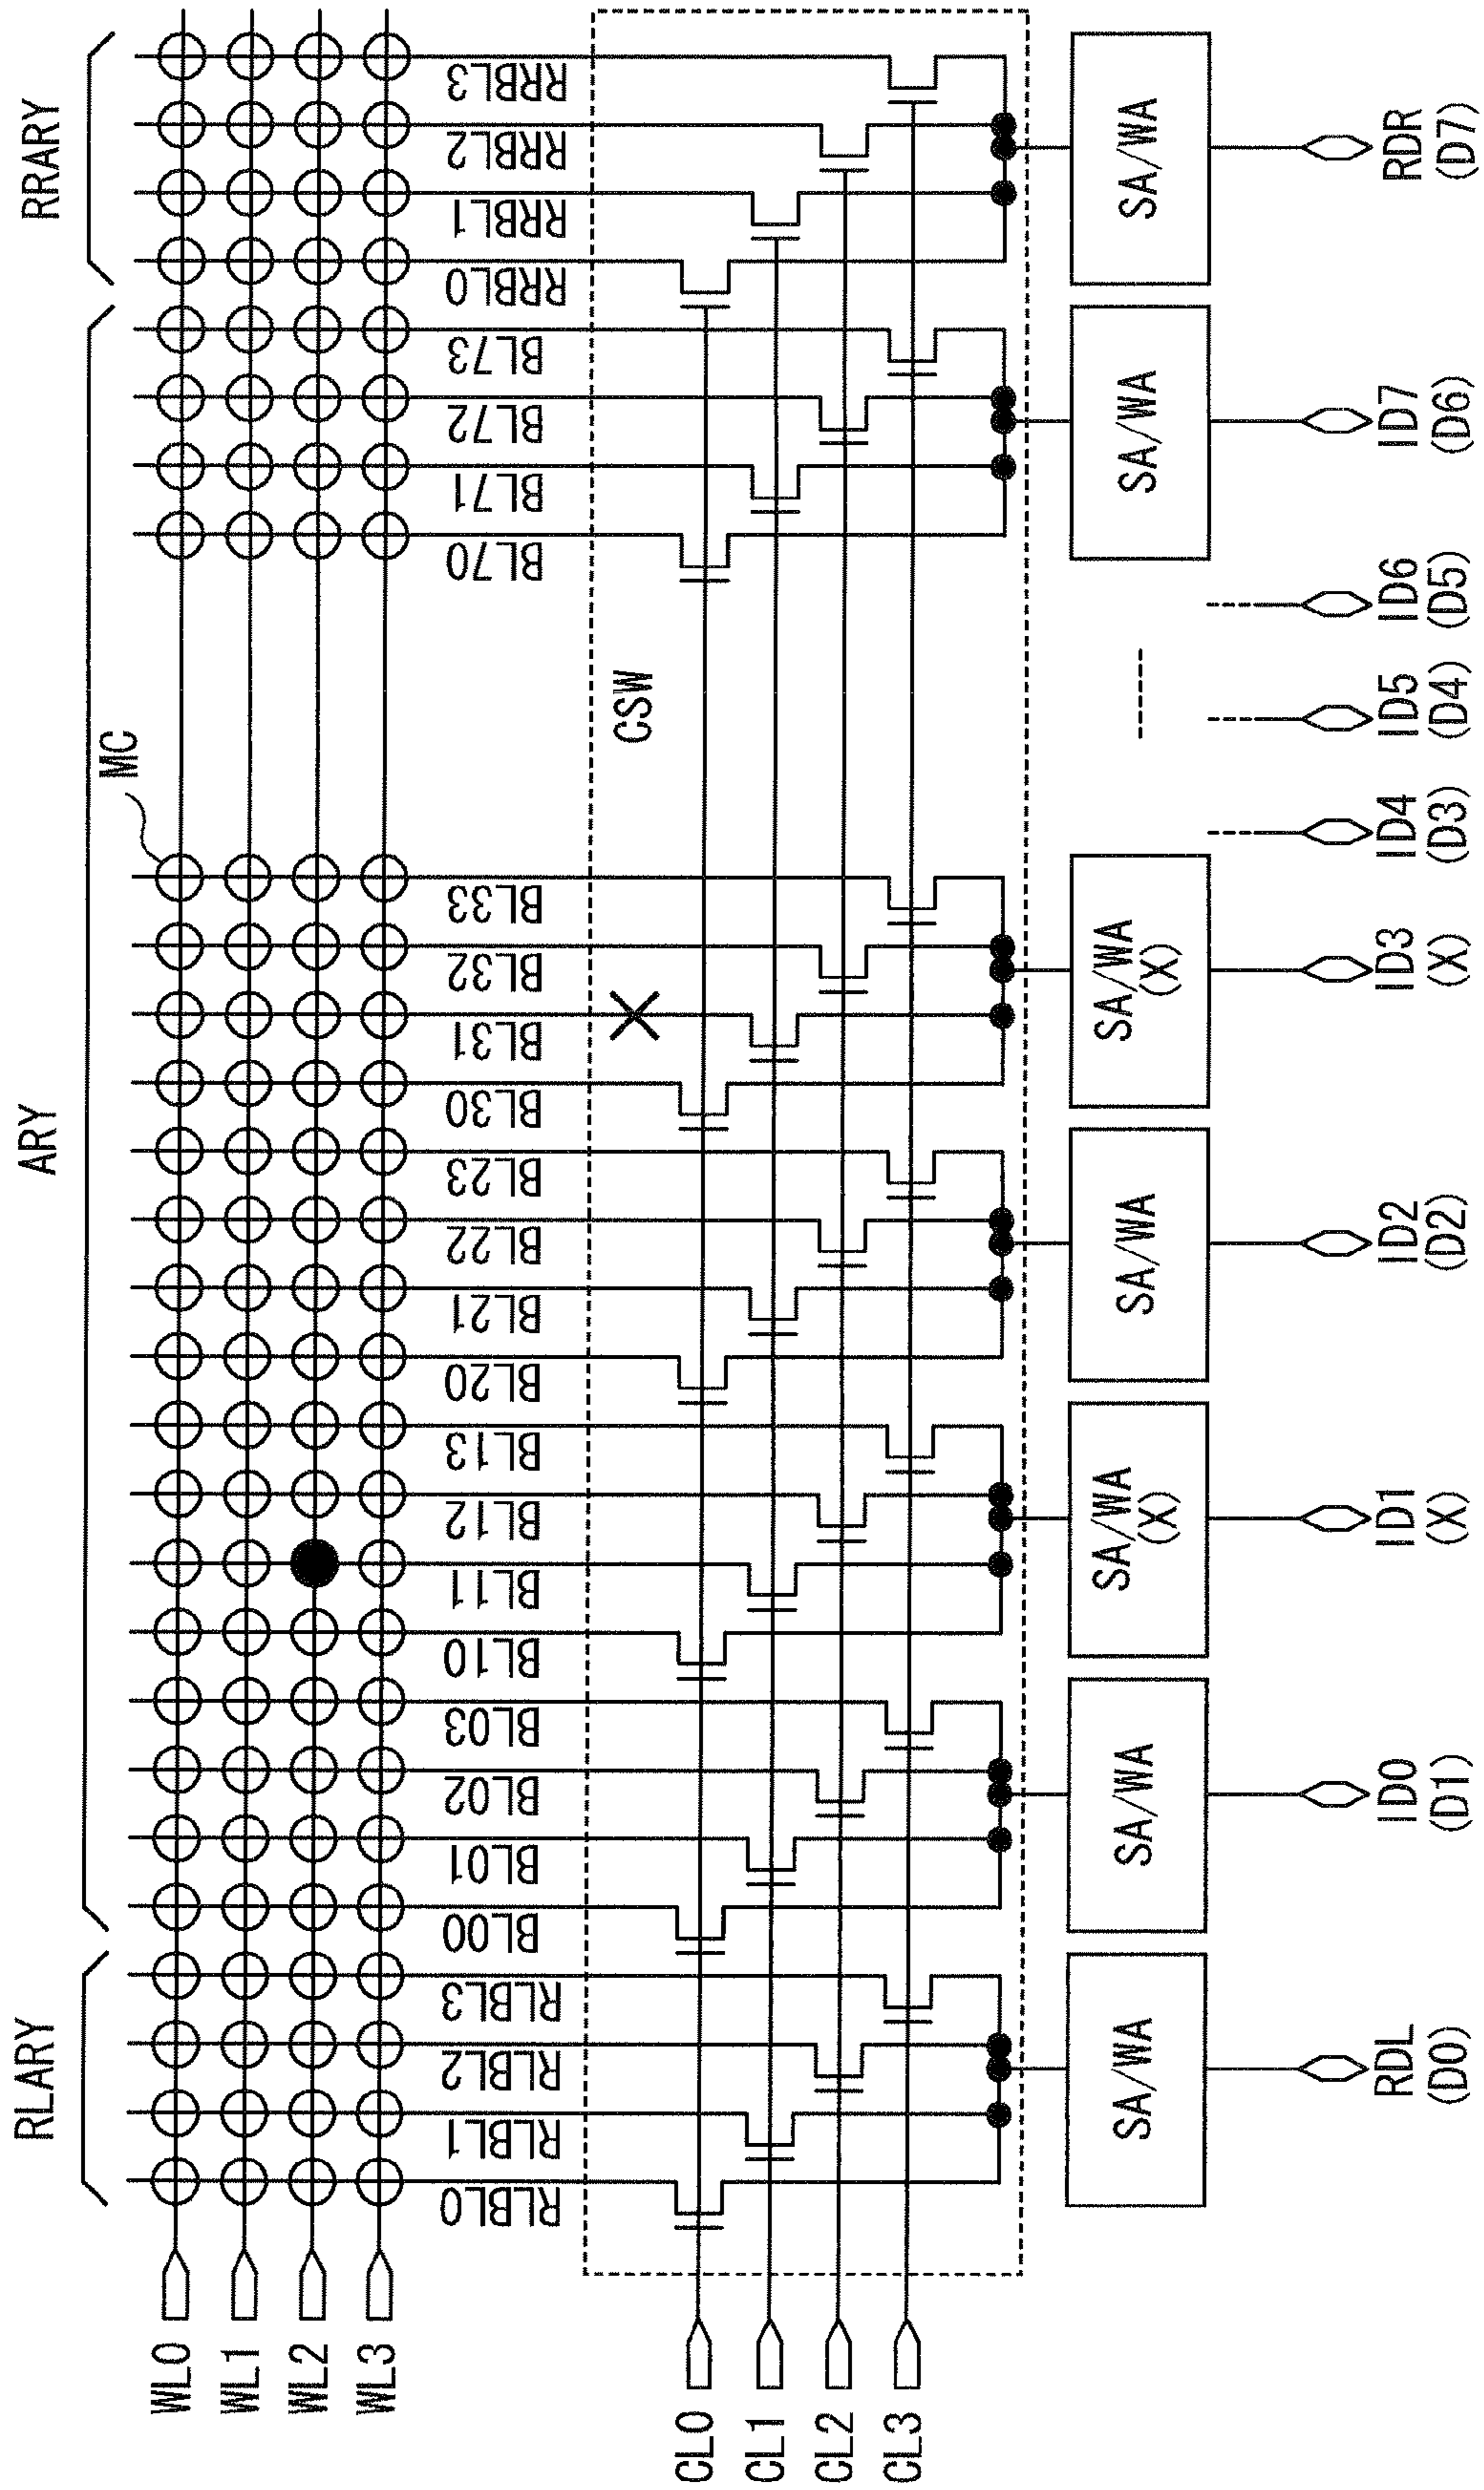 RLARY
ARY
RRARY
MC
WL0
WL1
WL2
WL3
RLBL0
RLBL1
RLBL2
RLBL3
BL00
BL01
BL02
BL03
BL10
BL11
BL12
BL13
BL20
BL21
BL22
BL23
BL30
BL31
BL32
BL33
BL70
BL71
BL72
BL73
RRBL0
RRBL1
RRBL2
RRBL3
CSW
CL0
CL1
CL2
CL3
SA/WA
SA/WA
SA/WA
(X)
SA/WA
SA/WA
(X)
SA/WA
SA/WA
RDL
(D0)
ID0
(D1)
ID1
(X)
ID2
(D2)
ID3
(X)
ID4
(D3)
ID5
(D4)
ID6
(D5)
ID7
(D6)
RDR
(D7)